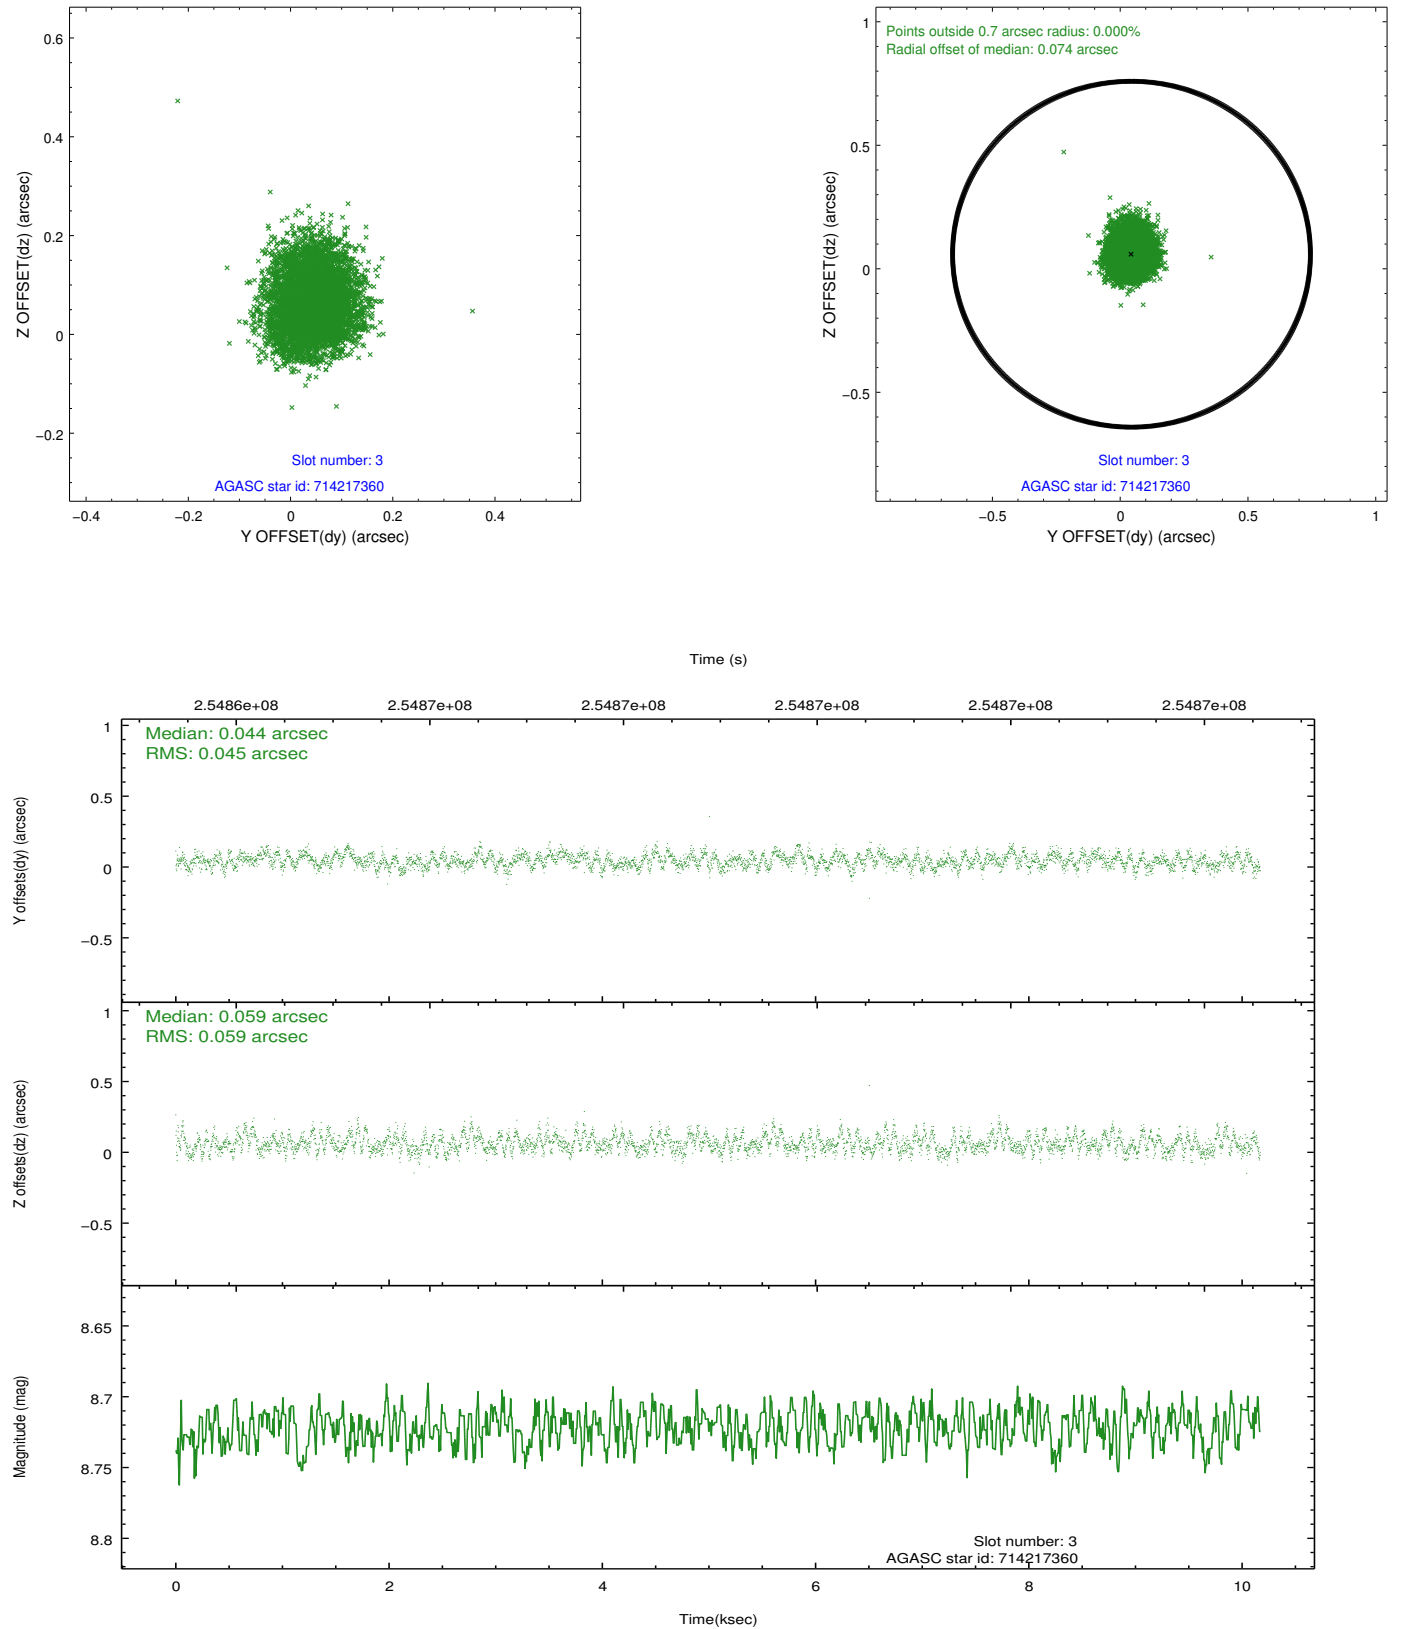 0.6
0.4
0.2
0
−0.2
Z OFFSET(dz) (arcsec)
Slot number: 3
AGASC star id: 714217360
−0.4 −0.2 0 0.2 0.4
Y OFFSET(dy) (arcsec)
Points outside 0.7 arcsec radius: 0.000%
Radial offset of median: 0.074 arcsec
1
0.5
0
−0.5
Z OFFSET(dz) (arcsec)
Slot number: 3
AGASC star id: 714217360
−0.5 0 0.5 1
Y OFFSET(dy) (arcsec)
Time (s)
2.5486e+08 2.5487e+08 2.5487e+08 2.5487e+08 2.5487e+08 2.5487e+08
Median: 0.044 arcsec
RMS: 0.045 arcsec
1
0.5
0
−0.5
Y offsets(dy) (arcsec)
Median: 0.059 arcsec
RMS: 0.059 arcsec
1
0.5
0
−0.5
Z offsets(dz) (arcsec)
8.65
8.7
8.75
8.8
Magnitude (mag)
Slot number: 3
AGASC star id: 714217360
0 2 4 6 8 10
Time(ksec)